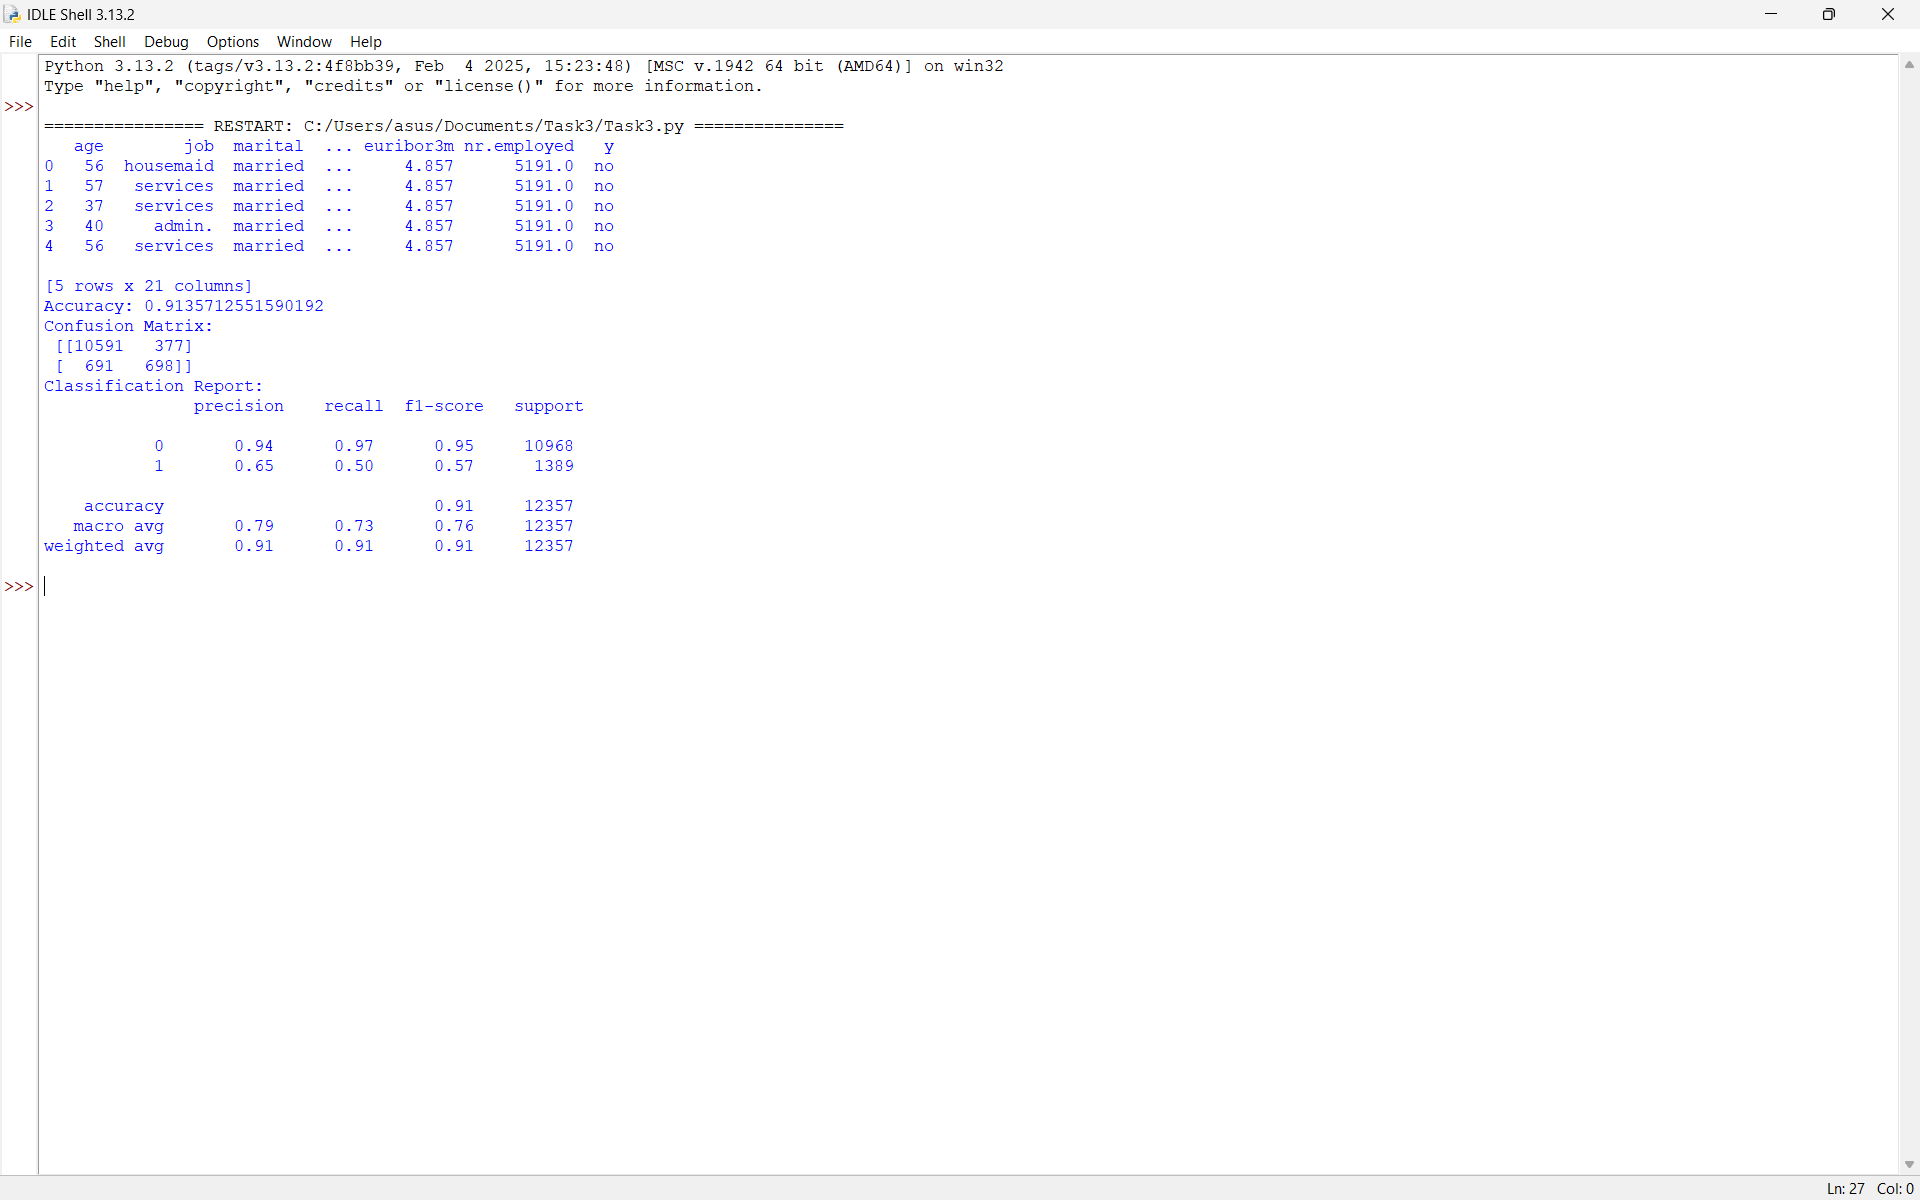 IDLE Shell 3.13.2
File Edit Shell Debug Options Window Help
Python 3.13.2 (tags/v3.13.2:4f8bb39, Feb  4 2025, 15:23:48) [MSC v.1942 64 bit (AMD64)] on win32
Type "help", "copyright", "credits" or "license()" for more information.
>>>
================ RESTART: C:/Users/asus/Documents/Task3/Task3.py ===============
   age        job  marital  ... euribor3m nr.employed   y
0   56  housemaid  married  ...     4.857      5191.0  no
1   57   services  married  ...     4.857      5191.0  no
2   37   services  married  ...     4.857      5191.0  no
3   40     admin.  married  ...     4.857      5191.0  no
4   56   services  married  ...     4.857      5191.0  no
[5 rows x 21 columns]
Accuracy: 0.9135712551590192
Confusion Matrix:
 [[10591   377]
 [  691   698]]
Classification Report:
               precision    recall  f1-score   support
           0       0.94      0.97      0.95     10968
           1       0.65      0.50      0.57      1389
    accuracy                           0.91     12357
   macro avg       0.79      0.73      0.76     12357
weighted avg       0.91      0.91      0.91     12357
>>>
Ln: 27 Col: 0